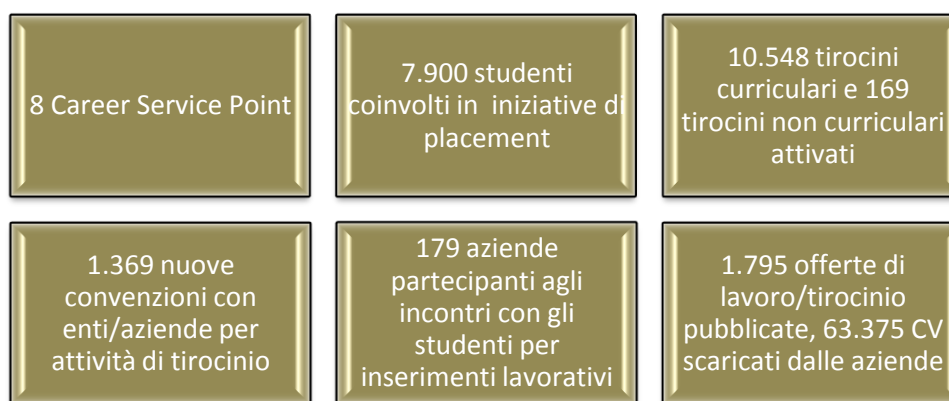 8 Career Service Point
7.900 studenti
coinvolti in iniziative di
placement
10.548 tirocini
curriculari e 169
tirocini non curriculari
attivati
1.369 nuove
convenzioni con
enti/aziende per
attività di tirocinio
179 aziende
partecipanti agli
incontri con gli
studenti per
inserimenti lavorativi
1.795 offerte di
lavoro/tirocinio
pubblicate, 63.375 CV
scaricati dalle aziende